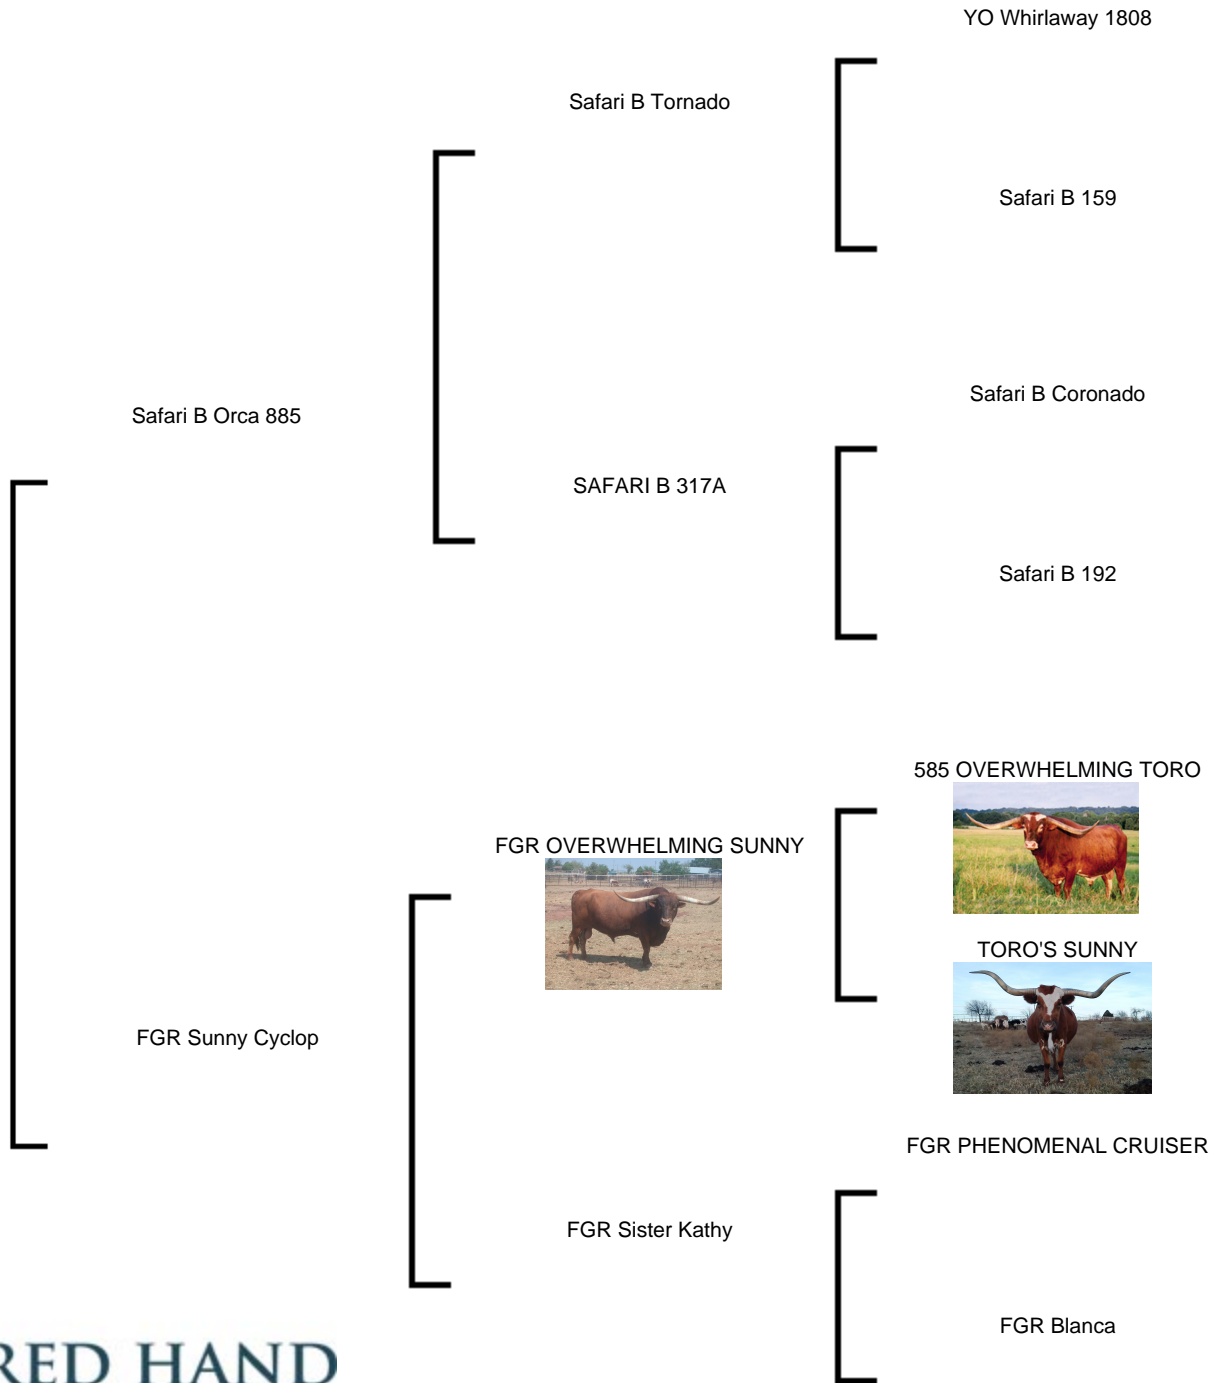 YO Whirlaway 1808
Safari B Tornado
Safari B 159
Safari B Orca 885
Safari B Coronado
SAFARI B 317A
Safari B 192
585 OVERWHELMING TORO
FGR OVERWHELMING SUNNY
TORO'S SUNNY
FGR Sunny Cyclop
FGR PHENOMENAL CRUISER
FGR Sister Kathy
FGR Blanca
RED HAND